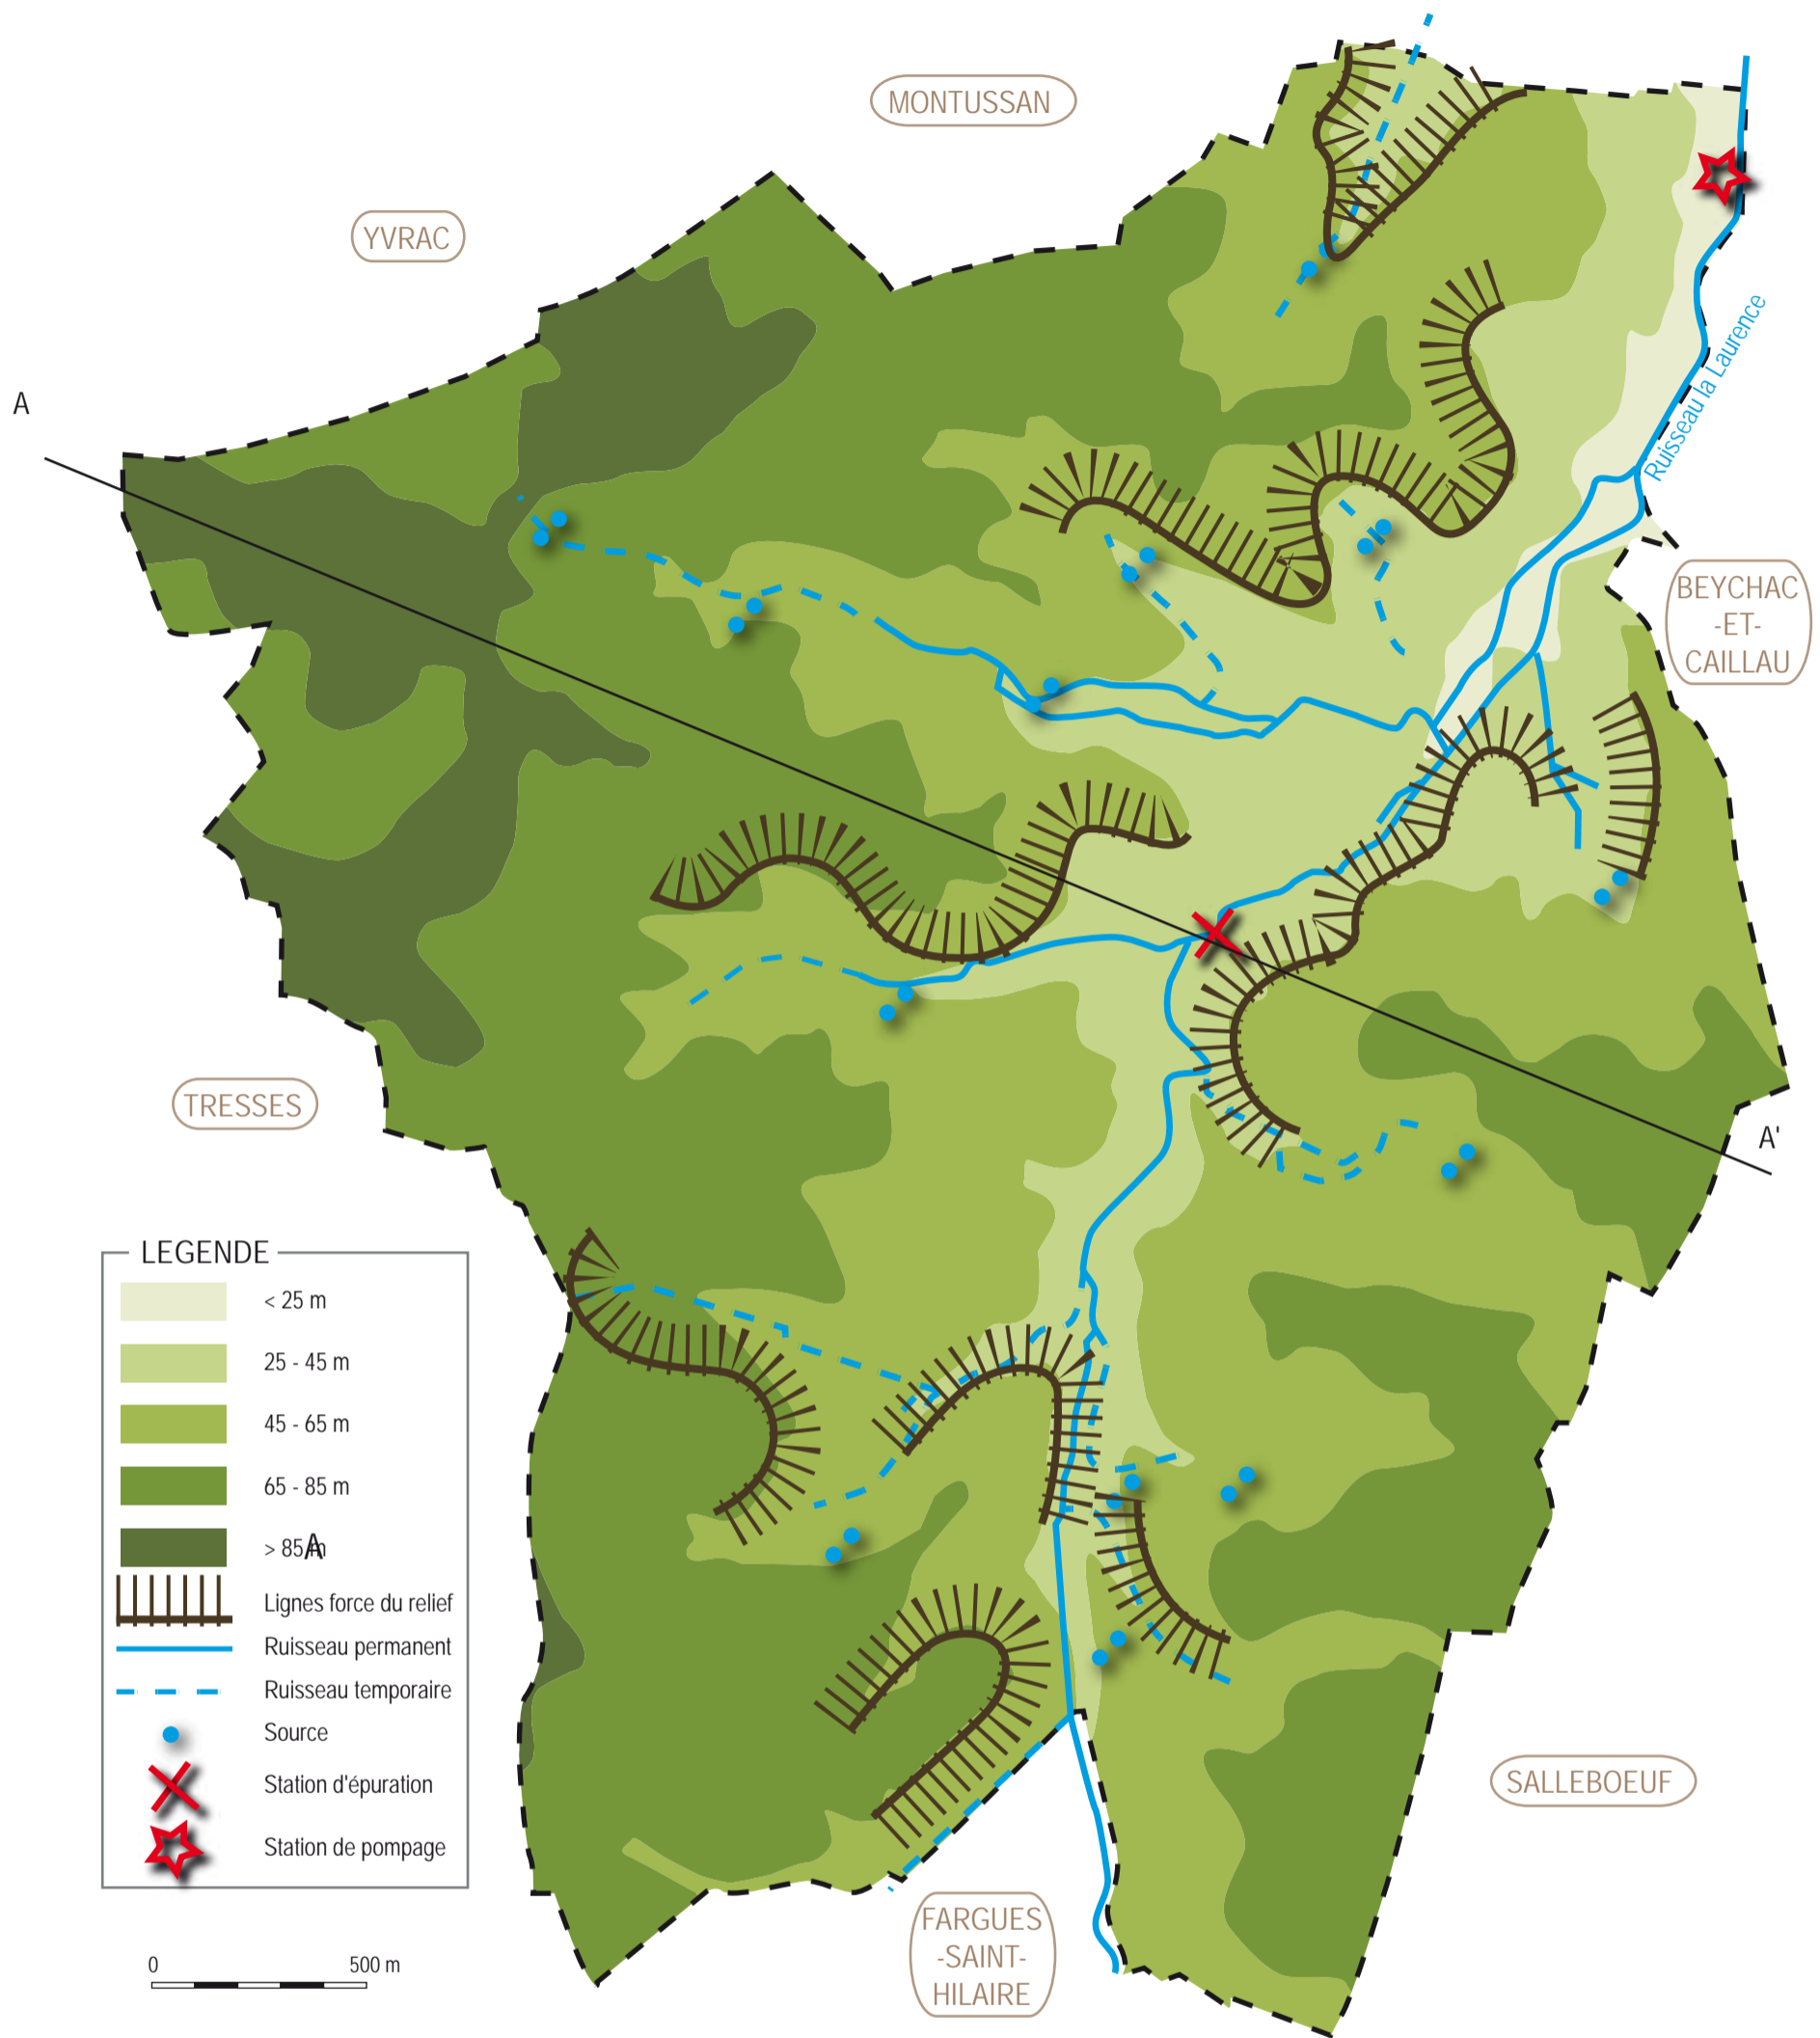 MONTUSSAN
YVRAC
A
Ruisseau la Laurence
BEYCHAC
-ET-
CAILLAU
TRESSES
A'
LEGENDE
< 25 m
25 - 45 m
45 - 65 m
65 - 85 m
> 85 m
A
Lignes force du relief
Ruisseau permanent
Ruisseau temporaire
Source
Station d'épuration
Station de pompage
SALLEBOEUF
FARGUES
-SAINT-
HILAIRE
0 500 m